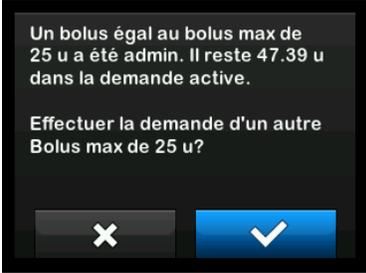 Un bolus égal au bolus max de
25 u a été admin. Il reste 47.39 u
dans la demande active.
Effectuer la demande d'un autre
Bolus max de 25 u?